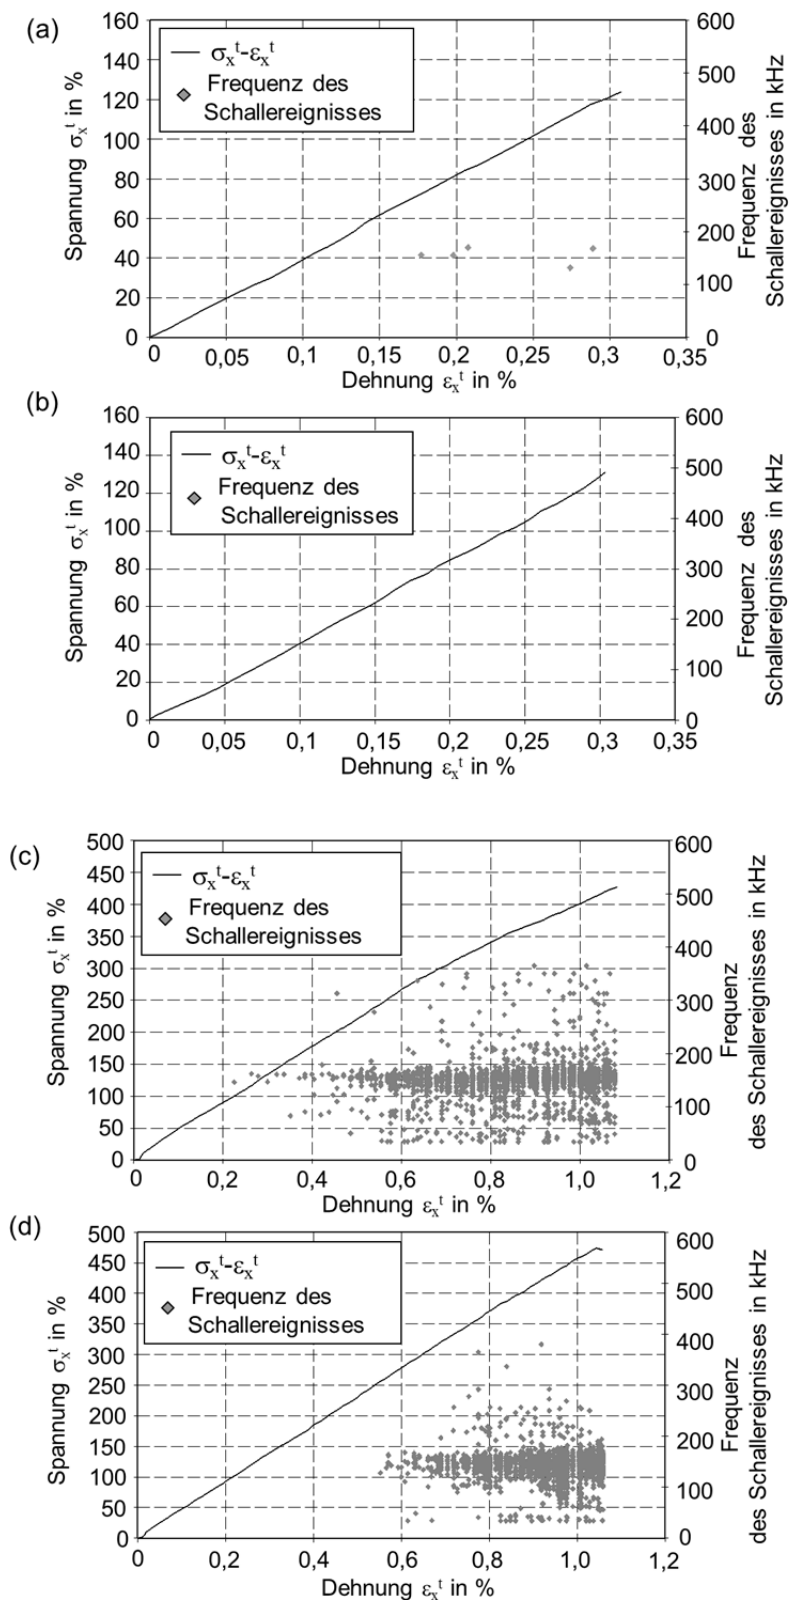 (a)
Spannung σₓᵗ in %
160
140
120
100
80
60
40
20
0
σₓᵗ-εₓᵗ
Frequenz des
Schallereignisses
600
500
400
300
200
100
0
Frequenz des
Schallereignisses in kHz
0 0,05 0,1 0,15 0,2 0,25 0,3 0,35
Dehnung εₓᵗ in %
(b)
Spannung σₓᵗ in %
160
140
120
100
80
60
40
20
0
σₓᵗ-εₓᵗ
Frequenz des
Schallereignisses
600
500
400
300
200
100
0
Frequenz des
Schallereignisses in kHz
0 0,05 0,1 0,15 0,2 0,25 0,3 0,35
Dehnung εₓᵗ in %
(c)
Spannung σₓᵗ in %
500
450
400
350
300
250
200
150
100
50
0
σₓᵗ-εₓᵗ
Frequenz des
Schallereignisses
600
500
400
300
200
100
0
Frequenz
des Schallereignisses in kHz
0 0,2 0,4 0,6 0,8 1,0 1,2
Dehnung εₓᵗ in %
(d)
Spannung σₓᵗ in %
500
450
400
350
300
250
200
150
100
50
0
σₓᵗ-εₓᵗ
Frequenz des
Schallereignisses
600
500
400
300
200
100
0
Frequenz
des Schallereignisses in kHz
0 0,2 0,4 0,6 0,8 1,0 1,2
Dehnung εₓᵗ in %